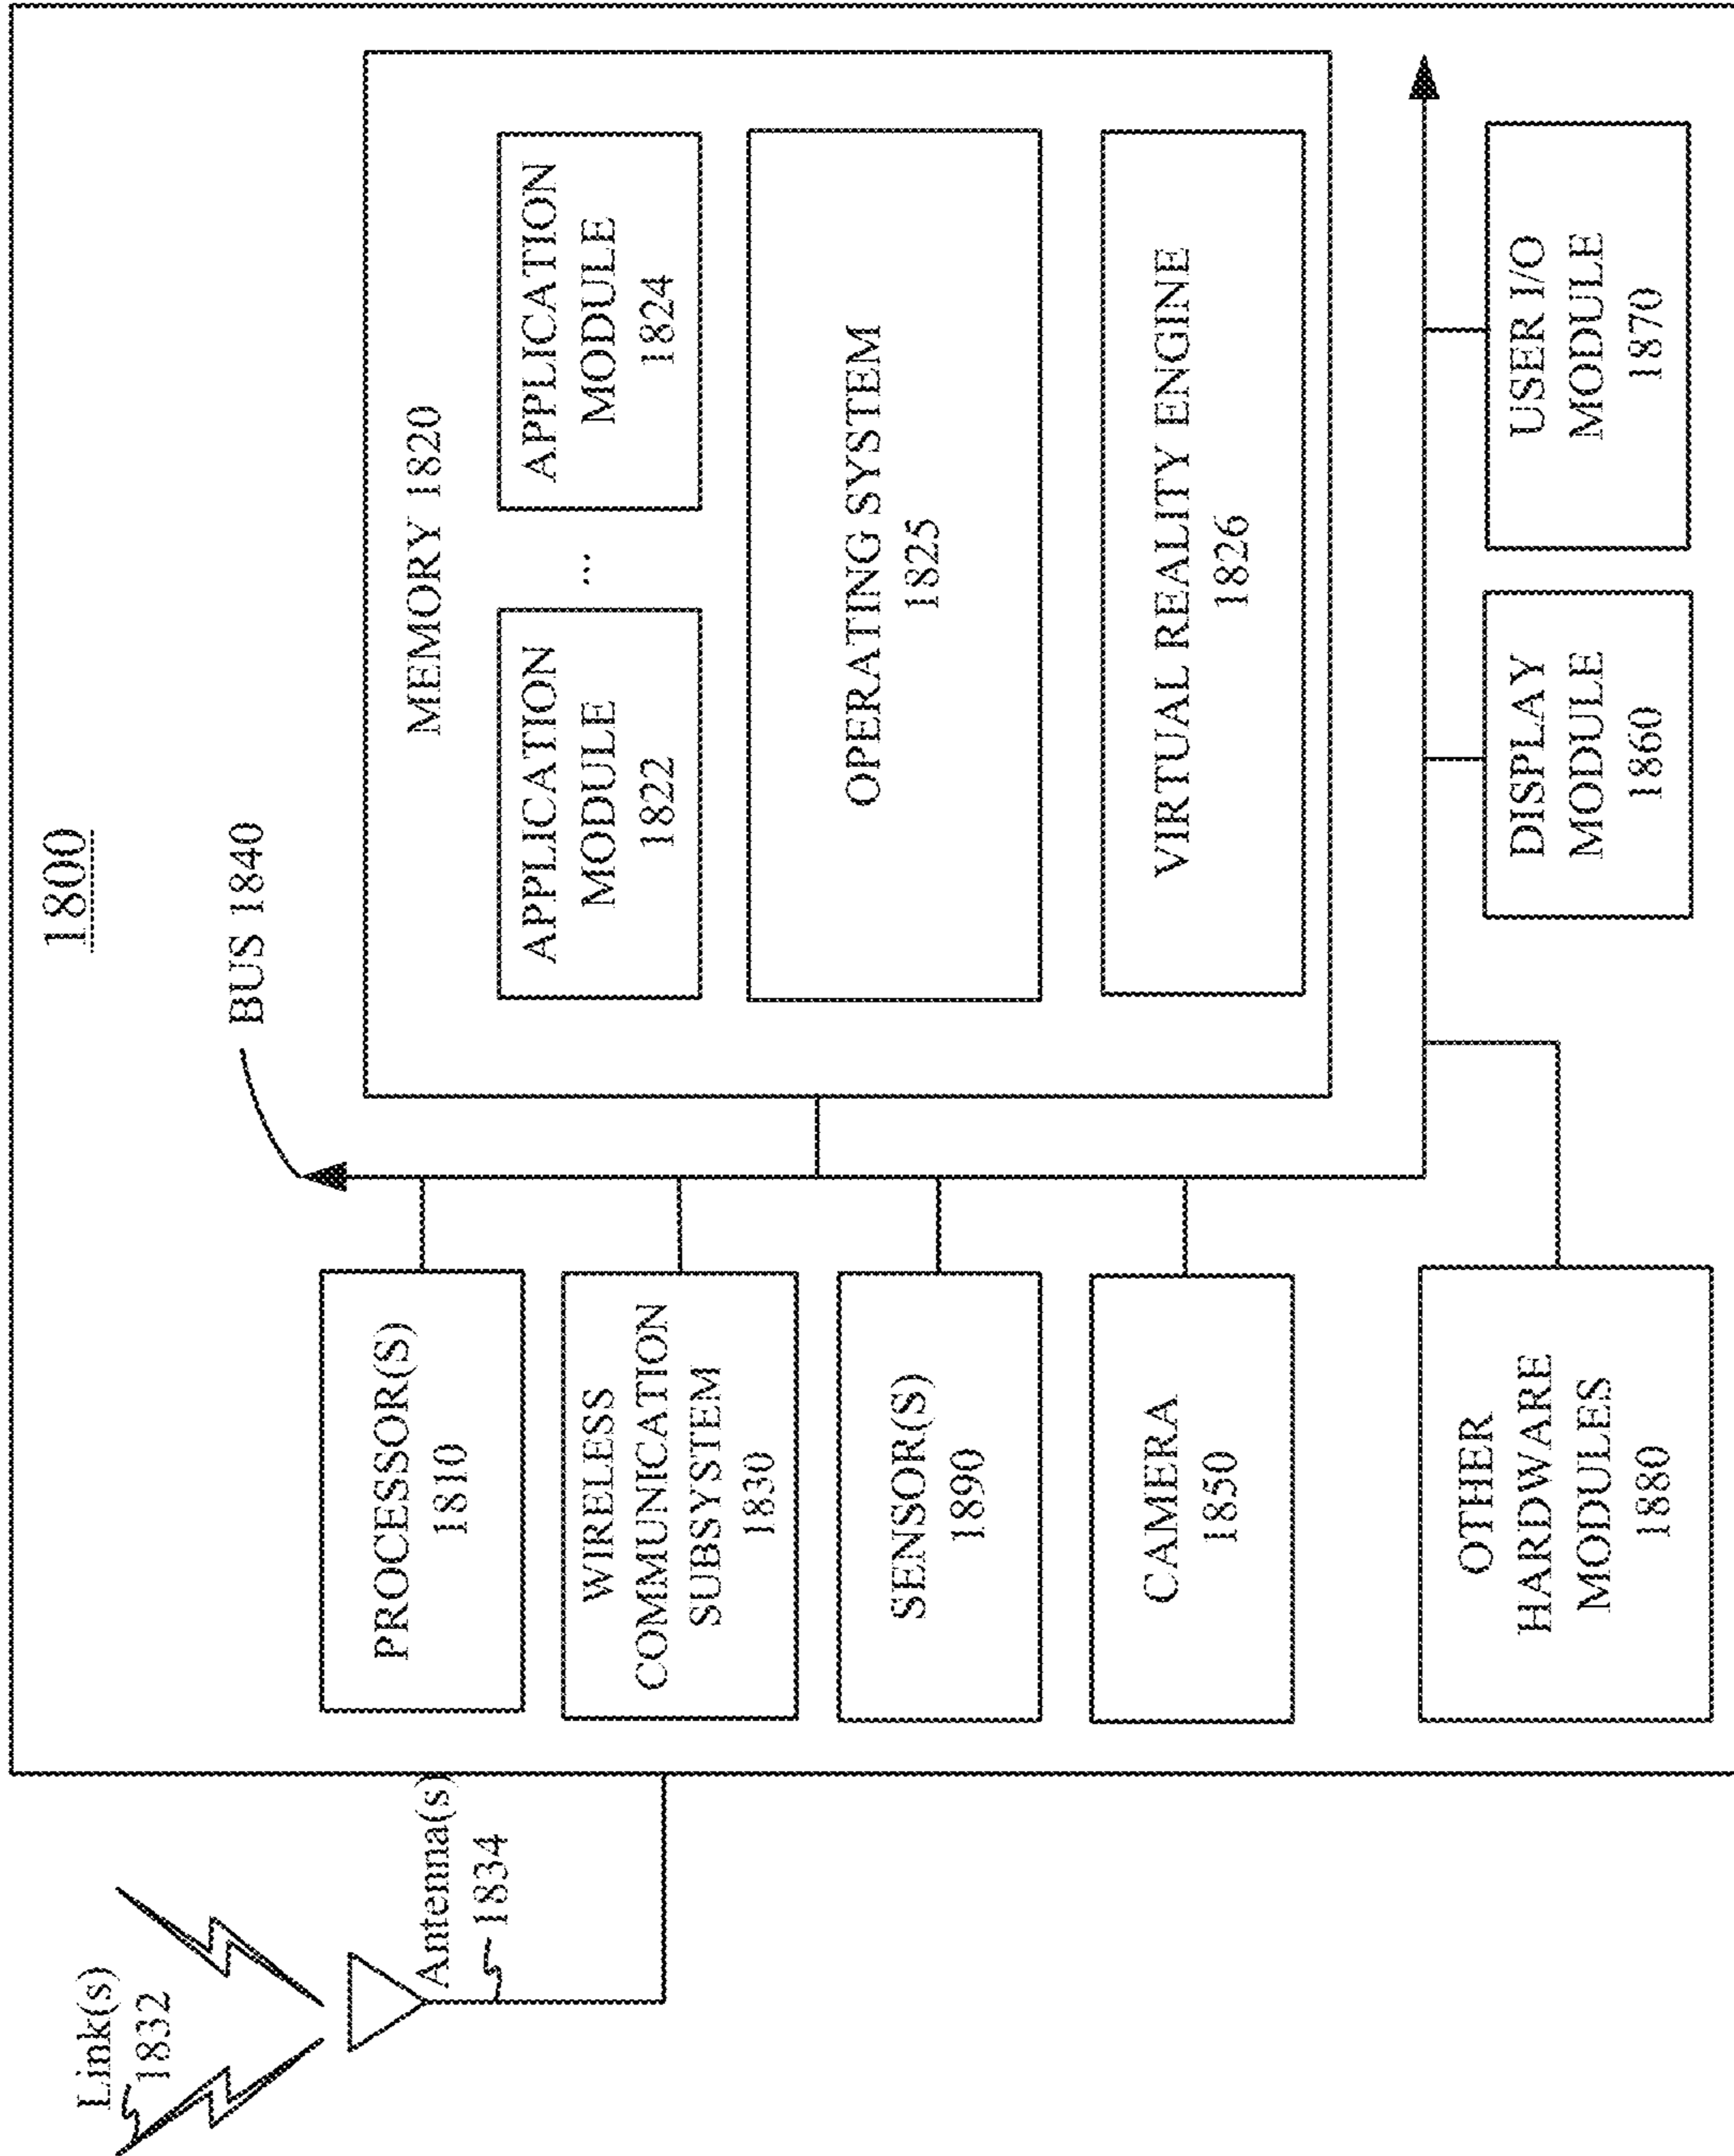 1800
Link(s)
1832
Antenna(s)
1834
BUS 1840
PROCESSOR(S)
1810
WIRELESS
COMMUNICATION
SUBSYSTEM
1830
SENSOR(S)
1890
CAMERA
1850
OTHER
HARDWARE
MODULES
1880
MEMORY 1820
APPLICATION
MODULE
1822
...
APPLICATION
MODULE
1824
OPERATING SYSTEM
1825
VIRTUAL REALITY ENGINE
1826
DISPLAY
MODULE
1860
USER I/O
MODULE
1870